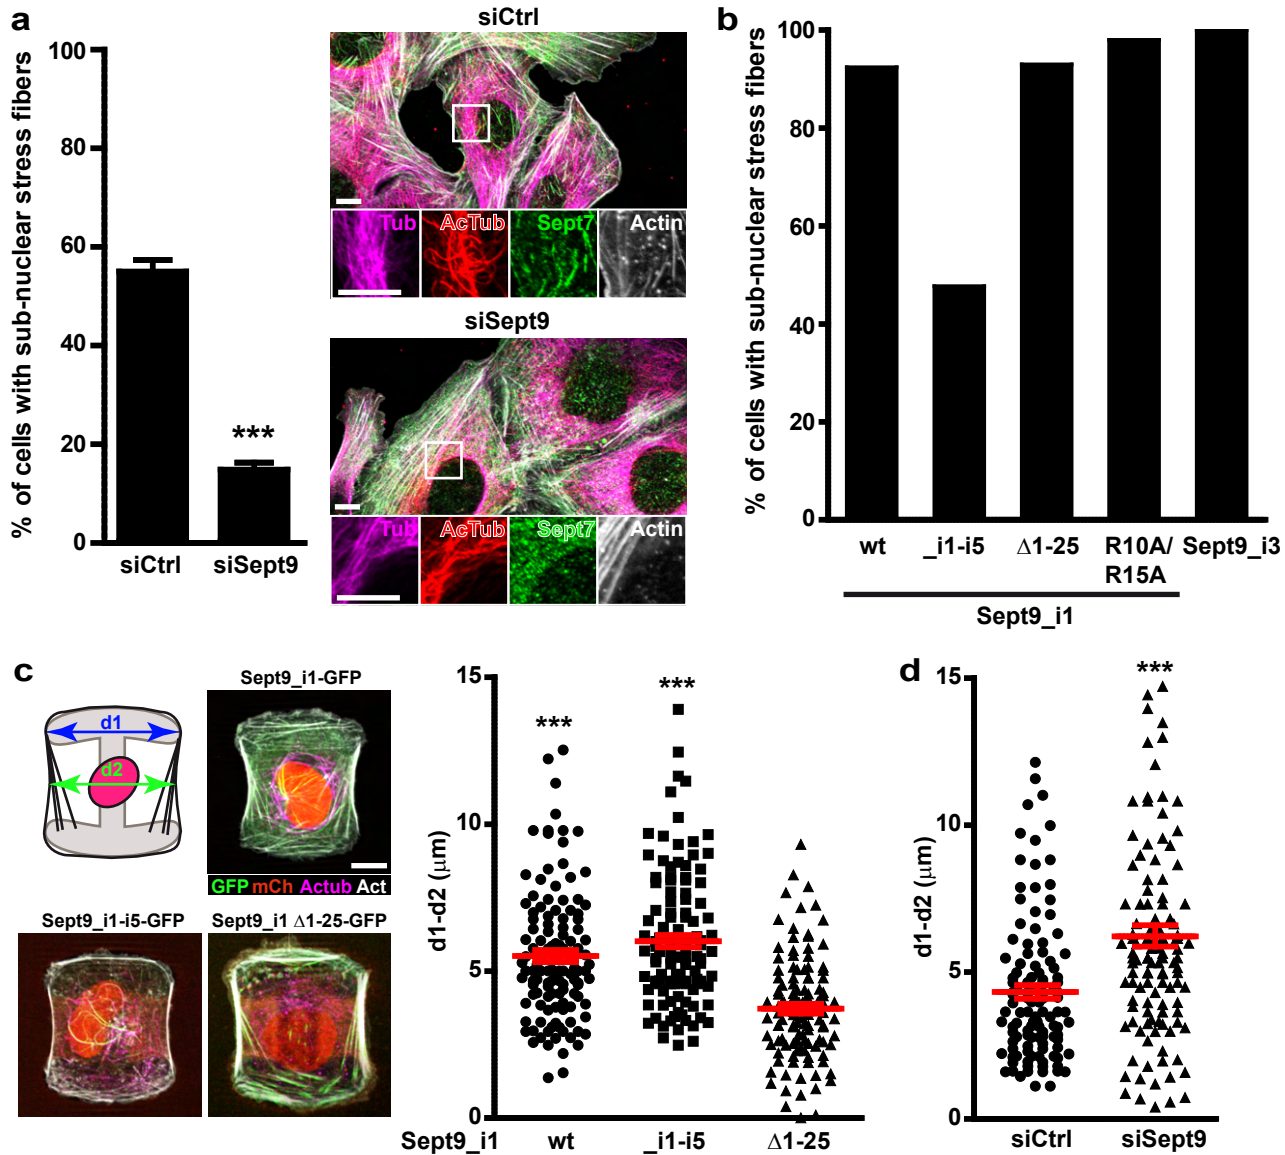 a
% of cells with sub-nuclear stress fibers
100
80
60
40
20
0
***
siCtrl
siSept9
siCtrl
Tub
AcTub
Sept7
Actin
siSept9
Tub
AcTub
Sept7
Actin
b
% of cells with sub-nuclear stress fibers
100
80
60
40
20
0
wt
_i1-i5
Δ1-25
R10A/
R15A
Sept9_i3
Sept9_i1
c
d1
d2
Sept9_i1-GFP
GFP mCh Actub Act
Sept9_i1-i5-GFP
Sept9_i1 Δ1-25-GFP
d1-d2 (μm)
15
10
5
0
***
***
Sept9_i1
wt
_i1-i5
Δ1-25
d
d1-d2 (μm)
15
10
5
0
***
siCtrl
siSept9